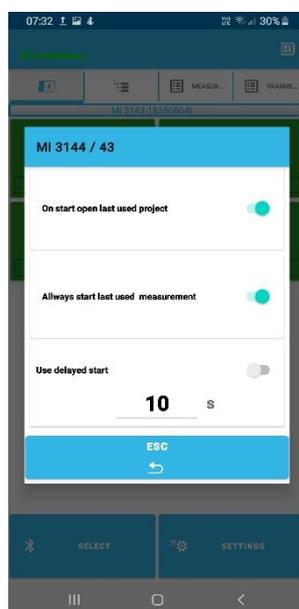 07:32
30%
MEASUR...
PARAME...
MI 3143-18350604I
MI 3144 / 43
On start open last used project
Allways start last used measurement
Use delayed start
10 s
ESC
SELECT
SETTINGS